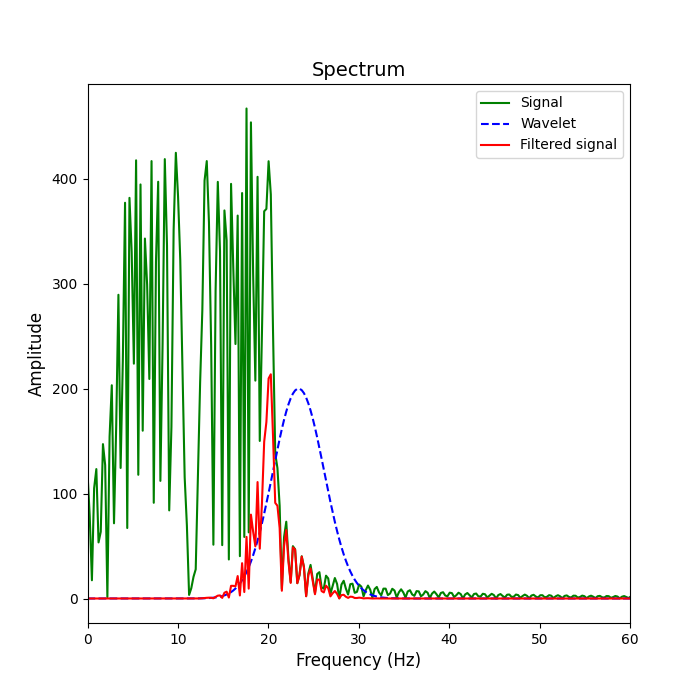 Spectrum
Signal
Wavelet
Filtered signal
400
300
200
100
0
Amplitude
0 10 20 30 40 50 60
Frequency (Hz)